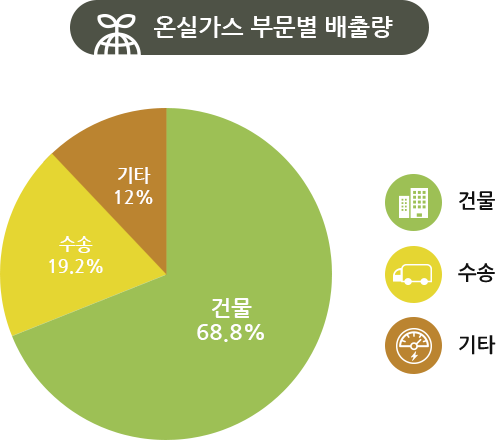 온실가스 부문별 배출량
기타
12%
수송
19.2%
건물
68.8%
건물
수송
기타